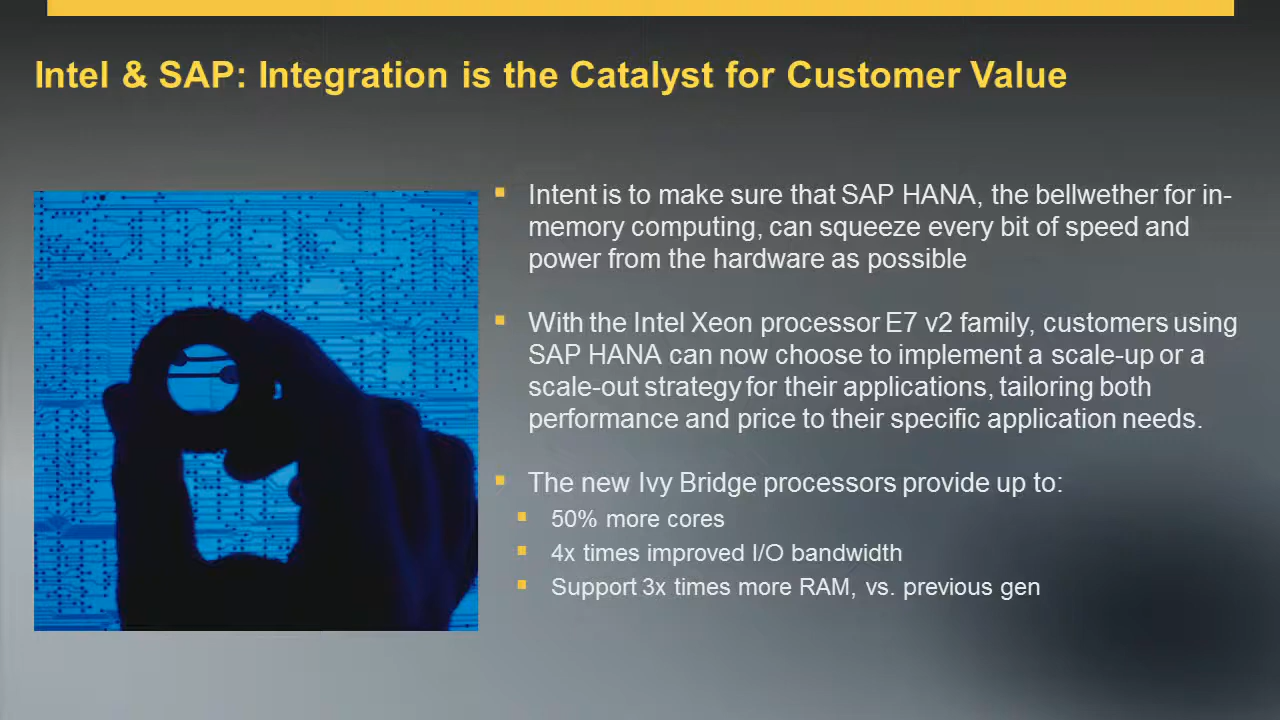 Intel & SAP: Integration is the Catalyst for Customer Value
Intent is to make sure that SAP HANA, the bellwether for in-
memory computing, can squeeze every bit of speed and
power from the hardware as possible
With the Intel Xeon processor E7 v2 family, customers using
SAP HANA can now choose to implement a scale-up or a
scale-out strategy for their applications, tailoring both
performance and price to their specific application needs.
The new Ivy Bridge processors provide up to:
50% more cores
4x times improved I/O bandwidth
Support 3x times more RAM, vs. previous gen